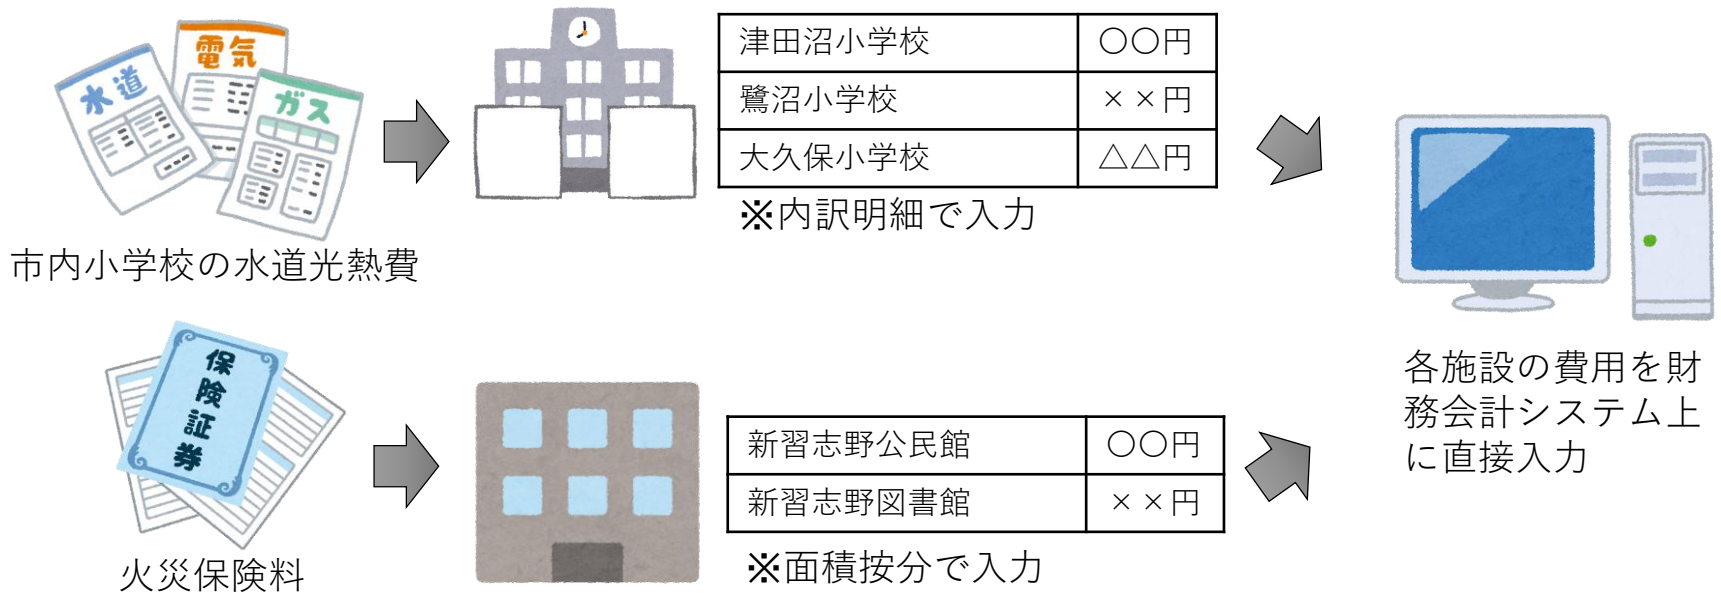 水道
電気
ガス
市内小学校の水道光熱費
津田沼小学校 〇〇円
鷺沼小学校 ××円
大久保小学校 △△円
※内訳明細で入力
保険証券
火災保険料
新習志野公民館 〇〇円
新習志野図書館 ××円
※面積按分で入力
各施設の費用を財
務会計システム上
に直接入力